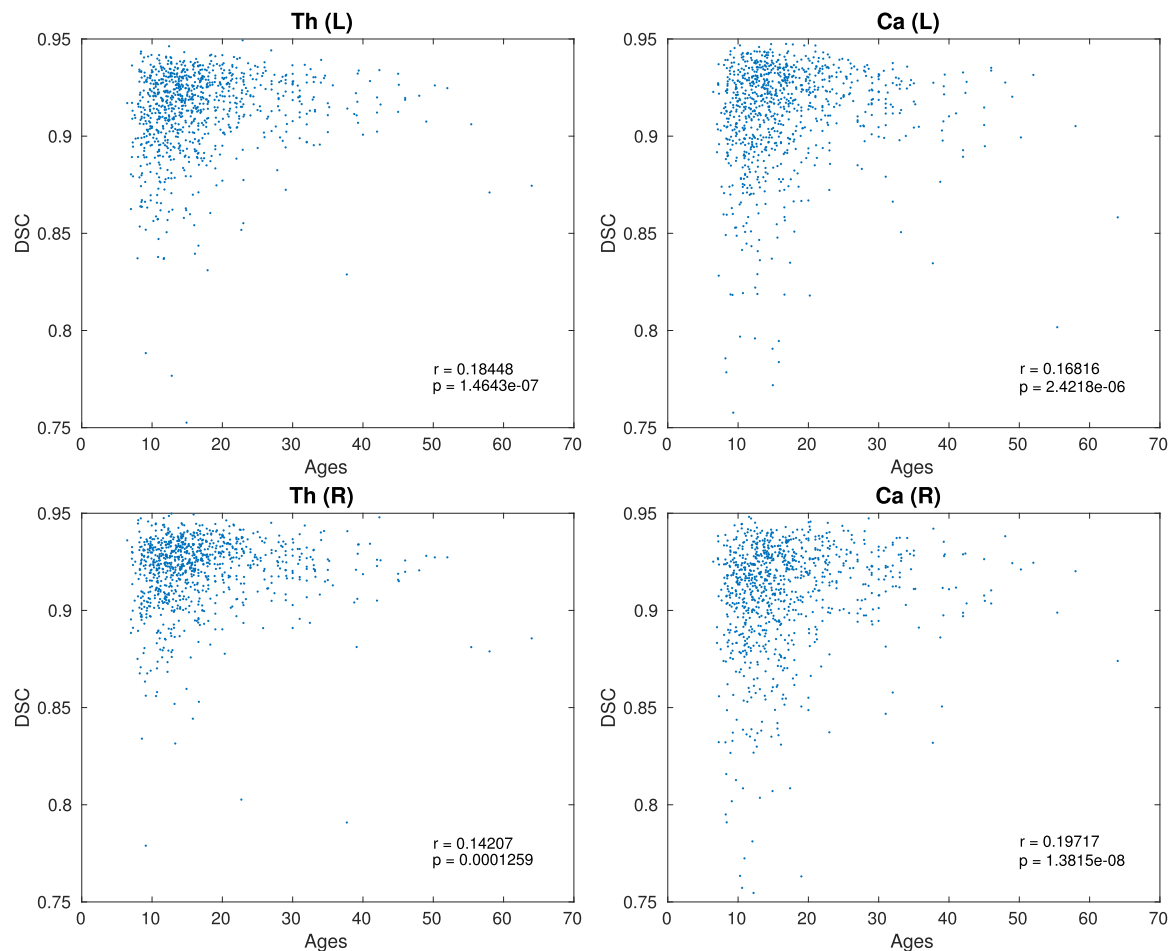 Th (L)
0.95
0.9
0.85
0.8
0.75
DSC
r = 0.18448
p = 1.4643e-07
0 10 20 30 40 50 60 70
Ages
Ca (L)
0.95
0.9
0.85
0.8
0.75
DSC
r = 0.16816
p = 2.4218e-06
0 10 20 30 40 50 60 70
Ages
Th (R)
0.95
0.9
0.85
0.8
0.75
DSC
r = 0.14207
p = 0.0001259
0 10 20 30 40 50 60 70
Ages
Ca (R)
0.95
0.9
0.85
0.8
0.75
DSC
r = 0.19717
p = 1.3815e-08
0 10 20 30 40 50 60 70
Ages